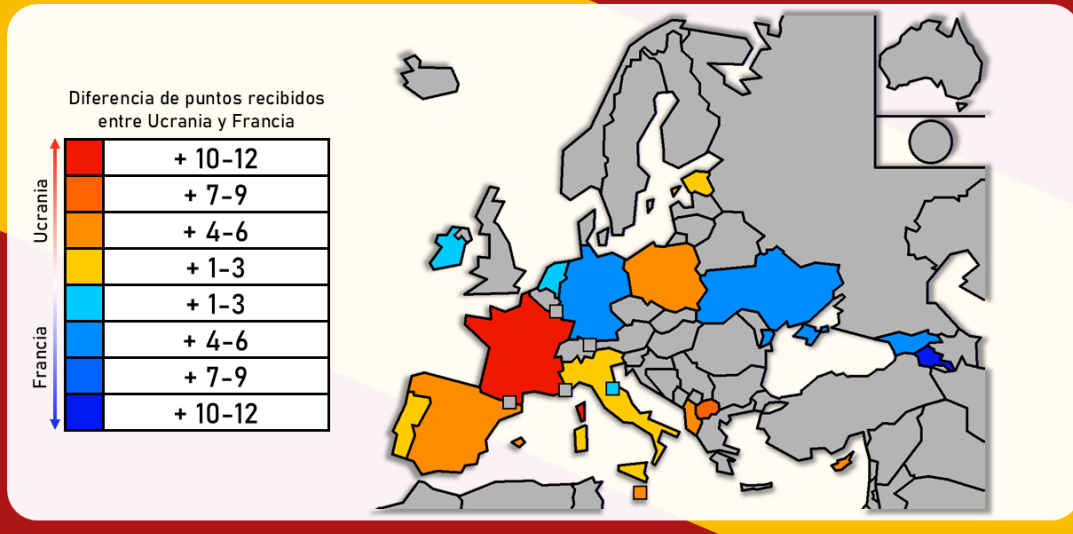 Diferencia de puntos recibidos
entre Ucrania y Francia
Ucrania
+ 10-12
+ 7-9
+ 4-6
+ 1-3
Francia
+ 1-3
+ 4-6
+ 7-9
+ 10-12